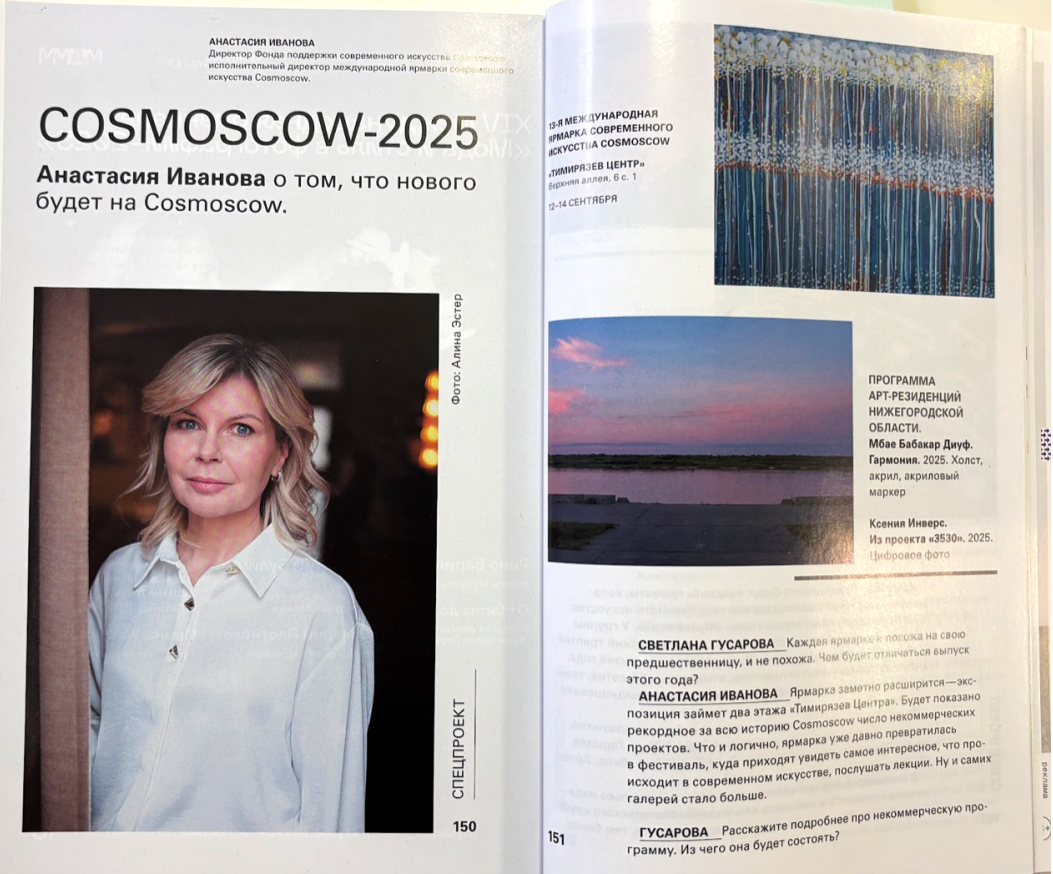 АНАСТАСИЯ ИВАНОВА
Директор Фонда поддержки современного искусства Cosmoscow,
исполнительный директор международной ярмарки современного
искусства Cosmoscow.
COSMOSCOW-2025
Анастасия Иванова о том, что нового
будет на Cosmoscow.
Фото: Алина Эстер
СПЕЦПРОЕКТ
150
13-Я МЕЖДУНАРОДНАЯ
ЯРМАРКА СОВРЕМЕННОГО
ИСКУССТВА COSMOSCOW
«ТИМИРЯЗЕВ ЦЕНТР»
Верхняя аллея, 6 с. 1
12–14 СЕНТЯБРЯ
ПРОГРАММА
АРТ-РЕЗИДЕНЦИЙ
НИЖЕГОРОДСКОЙ
ОБЛАСТИ.
Мбае Бабакар Диуф.
Гармония. 2025. Холст,
акрил, акриловый
маркер
Ксения Инверс.
Из проекта «3530». 2025.
Цифровое фото
СВЕТЛАНА ГУСАРОВА Каждая ярмарка и похожа на свою
предшественницу, и не похожа. Чем будет отличаться выпуск
этого года?
АНАСТАСИЯ ИВАНОВА Ярмарка заметно расширится — экс-
позиция займет два этажа «Тимирязев Центра». Будет показано
рекордное за всю историю Cosmoscow число некоммерческих
проектов. Что и логично, ярмарка уже давно превратилась
в фестиваль, куда приходят увидеть самое интересное, что про-
исходит в современном искусстве, послушать лекции. Ну и самих
галерей стало больше.
ГУСАРОВА Расскажите подробнее про некоммерческую про-
грамму. Из чего она будет состоять?
151
реклама